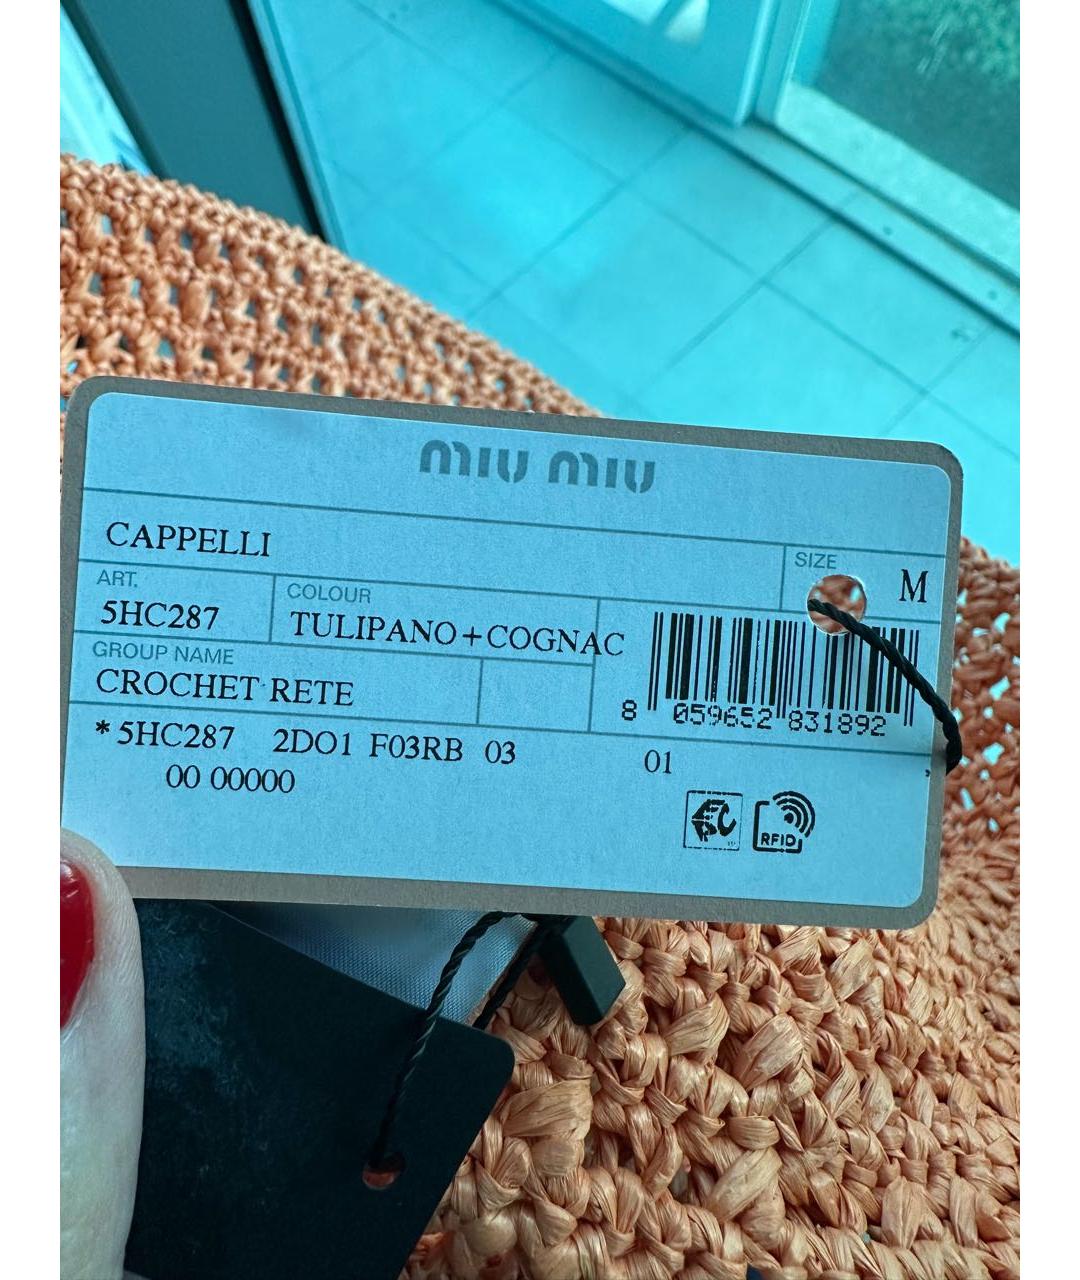 miu miu
CAPPELLI
SIZE
M
ART.
5HC287
COLOUR
TULIPANO+COGNAC
GROUP NAME
CROCHET RETE
8 059652 831892
*5HC287 2DO1 F03RB 03 01
00 00000
RFID